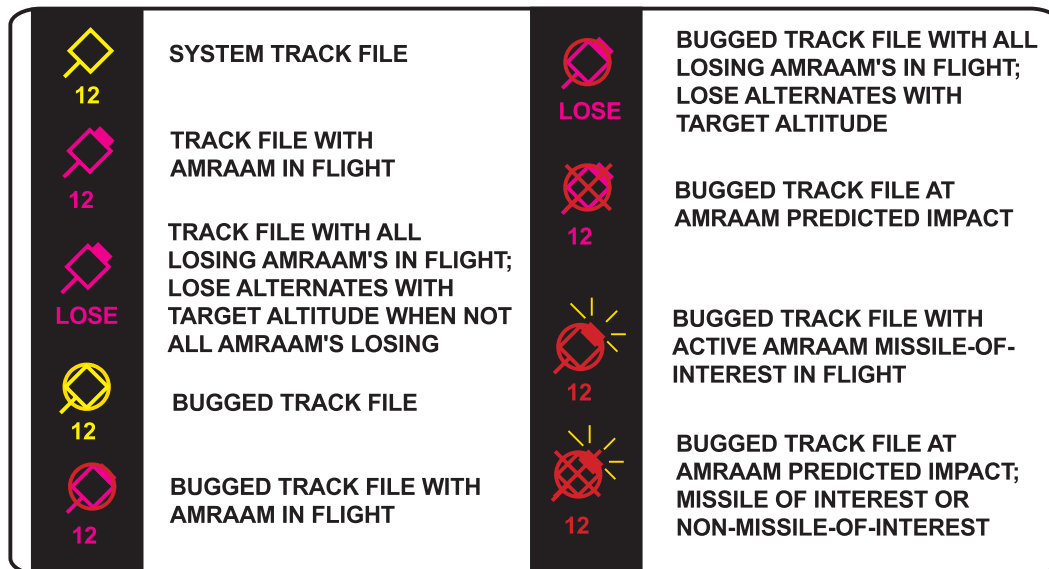 12
SYSTEM TRACK FILE
12
TRACK FILE WITH
AMRAAM IN FLIGHT
LOSE
TRACK FILE WITH ALL
LOSING AMRAAM'S IN FLIGHT;
LOSE ALTERNATES WITH
TARGET ALTITUDE WHEN NOT
ALL AMRAAM'S LOSING
12
BUGGED TRACK FILE
12
BUGGED TRACK FILE WITH
AMRAAM IN FLIGHT
LOSE
BUGGED TRACK FILE WITH ALL
LOSING AMRAAM'S IN FLIGHT;
LOSE ALTERNATES WITH
TARGET ALTITUDE
12
BUGGED TRACK FILE AT
AMRAAM PREDICTED IMPACT
12
BUGGED TRACK FILE WITH
ACTIVE AMRAAM MISSILE-OF-
INTEREST IN FLIGHT
12
BUGGED TRACK FILE AT
AMRAAM PREDICTED IMPACT;
MISSILE OF INTEREST OR
NON-MISSILE-OF-INTEREST